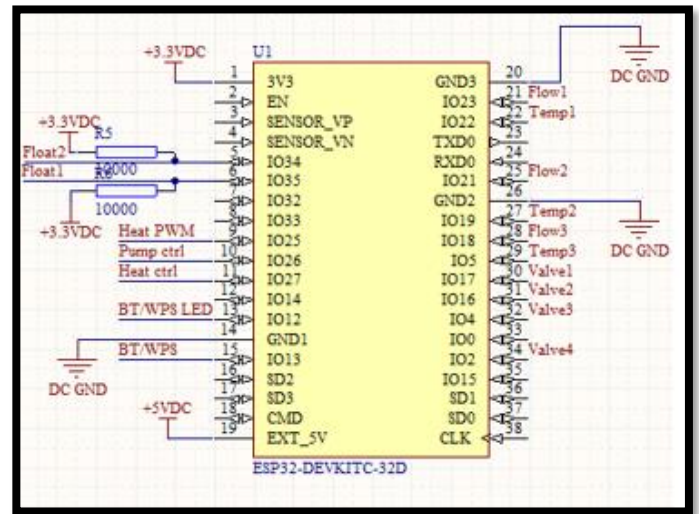 +3.3VDC
U1
1 3V3 GND3 20
DC GND
2 EN IO23 21 Flow1
3 SENSOR_VP IO22 22 Temp1
+3.3VDC
R5
4 SENSOR_VN TXD0 23
Float2 10000 5 IO34 RXD0 24
Float1 R6 6 IO35 IO21 25 Flow2
10000
7 IO32 GND2 26
+3.3VDC
8 IO33 IO19 27 Temp2
Heat PWM 9 IO25 IO18 28 Flow3
DC GND
Pump ctrl 10 IO26 IO5 29 Temp3
Heat ctrl 11 IO27 IO17 30 Valve1
12 IO14 IO16 31 Valve2
BT/WPS LED 13 IO12 IO4 32 Valve3
14 GND1 IO0 33
BT/WPS 15 IO13 IO2 34 Valve4
DC GND
16 SD2 IO15 35
17 SD3 SD1 36
+5VDC
18 CMD SD0 37
19 EXT_5V CLK 38
ESP32-DEVKITC-32D